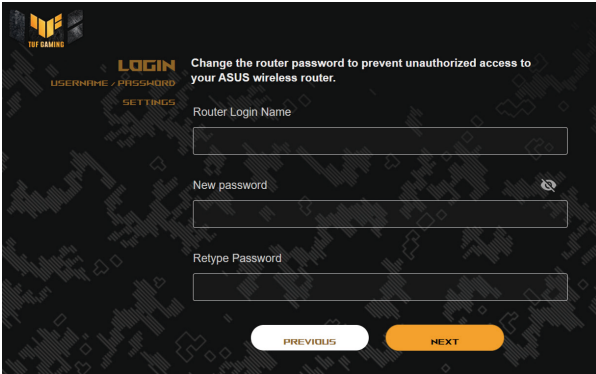 TUF GAMING
LOGIN
USERNAME / PASSWORD
SETTINGS
Change the router password to prevent unauthorized access to
your ASUS wireless router.
Router Login Name
New password
Retype Password
PREVIOUS
NEXT